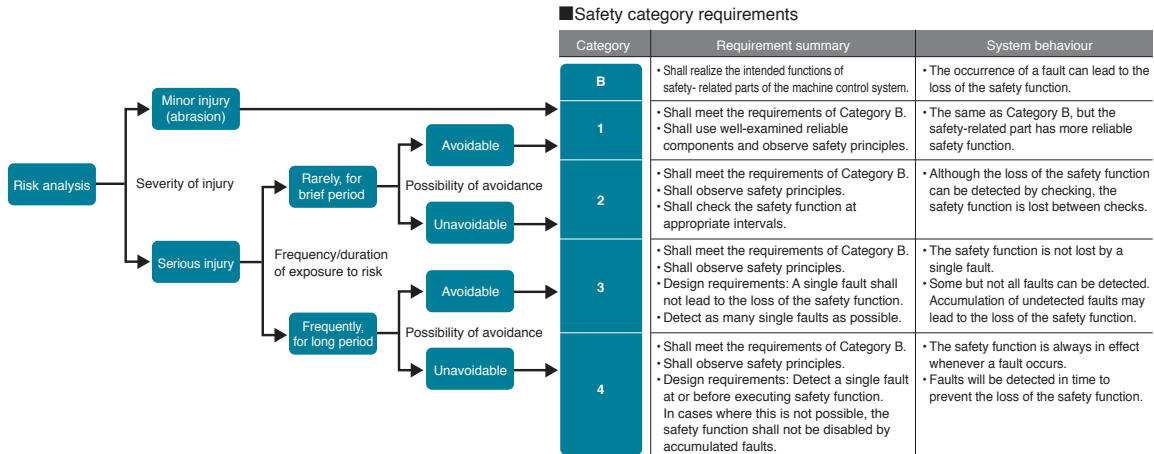 ■Safety category requirements
Category
Requirement summary
System behaviour
Risk analysis
Severity of injury
Minor injury
(abrasion)
Serious injury
Frequency/duration
of exposure to risk
Rarely, for
brief period
Frequently,
for long period
Possibility of avoidance
Avoidable
Unavoidable
Possibility of avoidance
Avoidable
Unavoidable
B
• Shall realize the intended functions of
safety- related parts of the machine control system.
• The occurrence of a fault can lead to the
loss of the safety function.
1
• Shall meet the requirements of Category B.
• Shall use well-examined reliable
components and observe safety principles.
• The same as Category B, but the
safety-related part has more reliable
safety function.
2
• Shall meet the requirements of Category B.
• Shall observe safety principles.
• Shall check the safety function at
appropriate intervals.
• Although the loss of the safety function
can be detected by checking, the
safety function is lost between checks.
3
• Shall meet the requirements of Category B.
• Shall observe safety principles.
• Design requirements: A single fault shall
not lead to the loss of the safety function.
• Detect as many single faults as possible.
• The safety function is not lost by a
single fault.
• Some but not all faults can be detected.
Accumulation of undetected faults may
lead to the loss of the safety function.
4
• Shall meet the requirements of Category B.
• Shall observe safety principles.
• Design requirements: Detect a single fault
at or before executing safety function.
In cases where this is not possible, the
safety function shall not be disabled by
accumulated faults.
• The safety function is always in effect
whenever a fault occurs.
• Faults will be detected in time to
prevent the loss of the safety function.